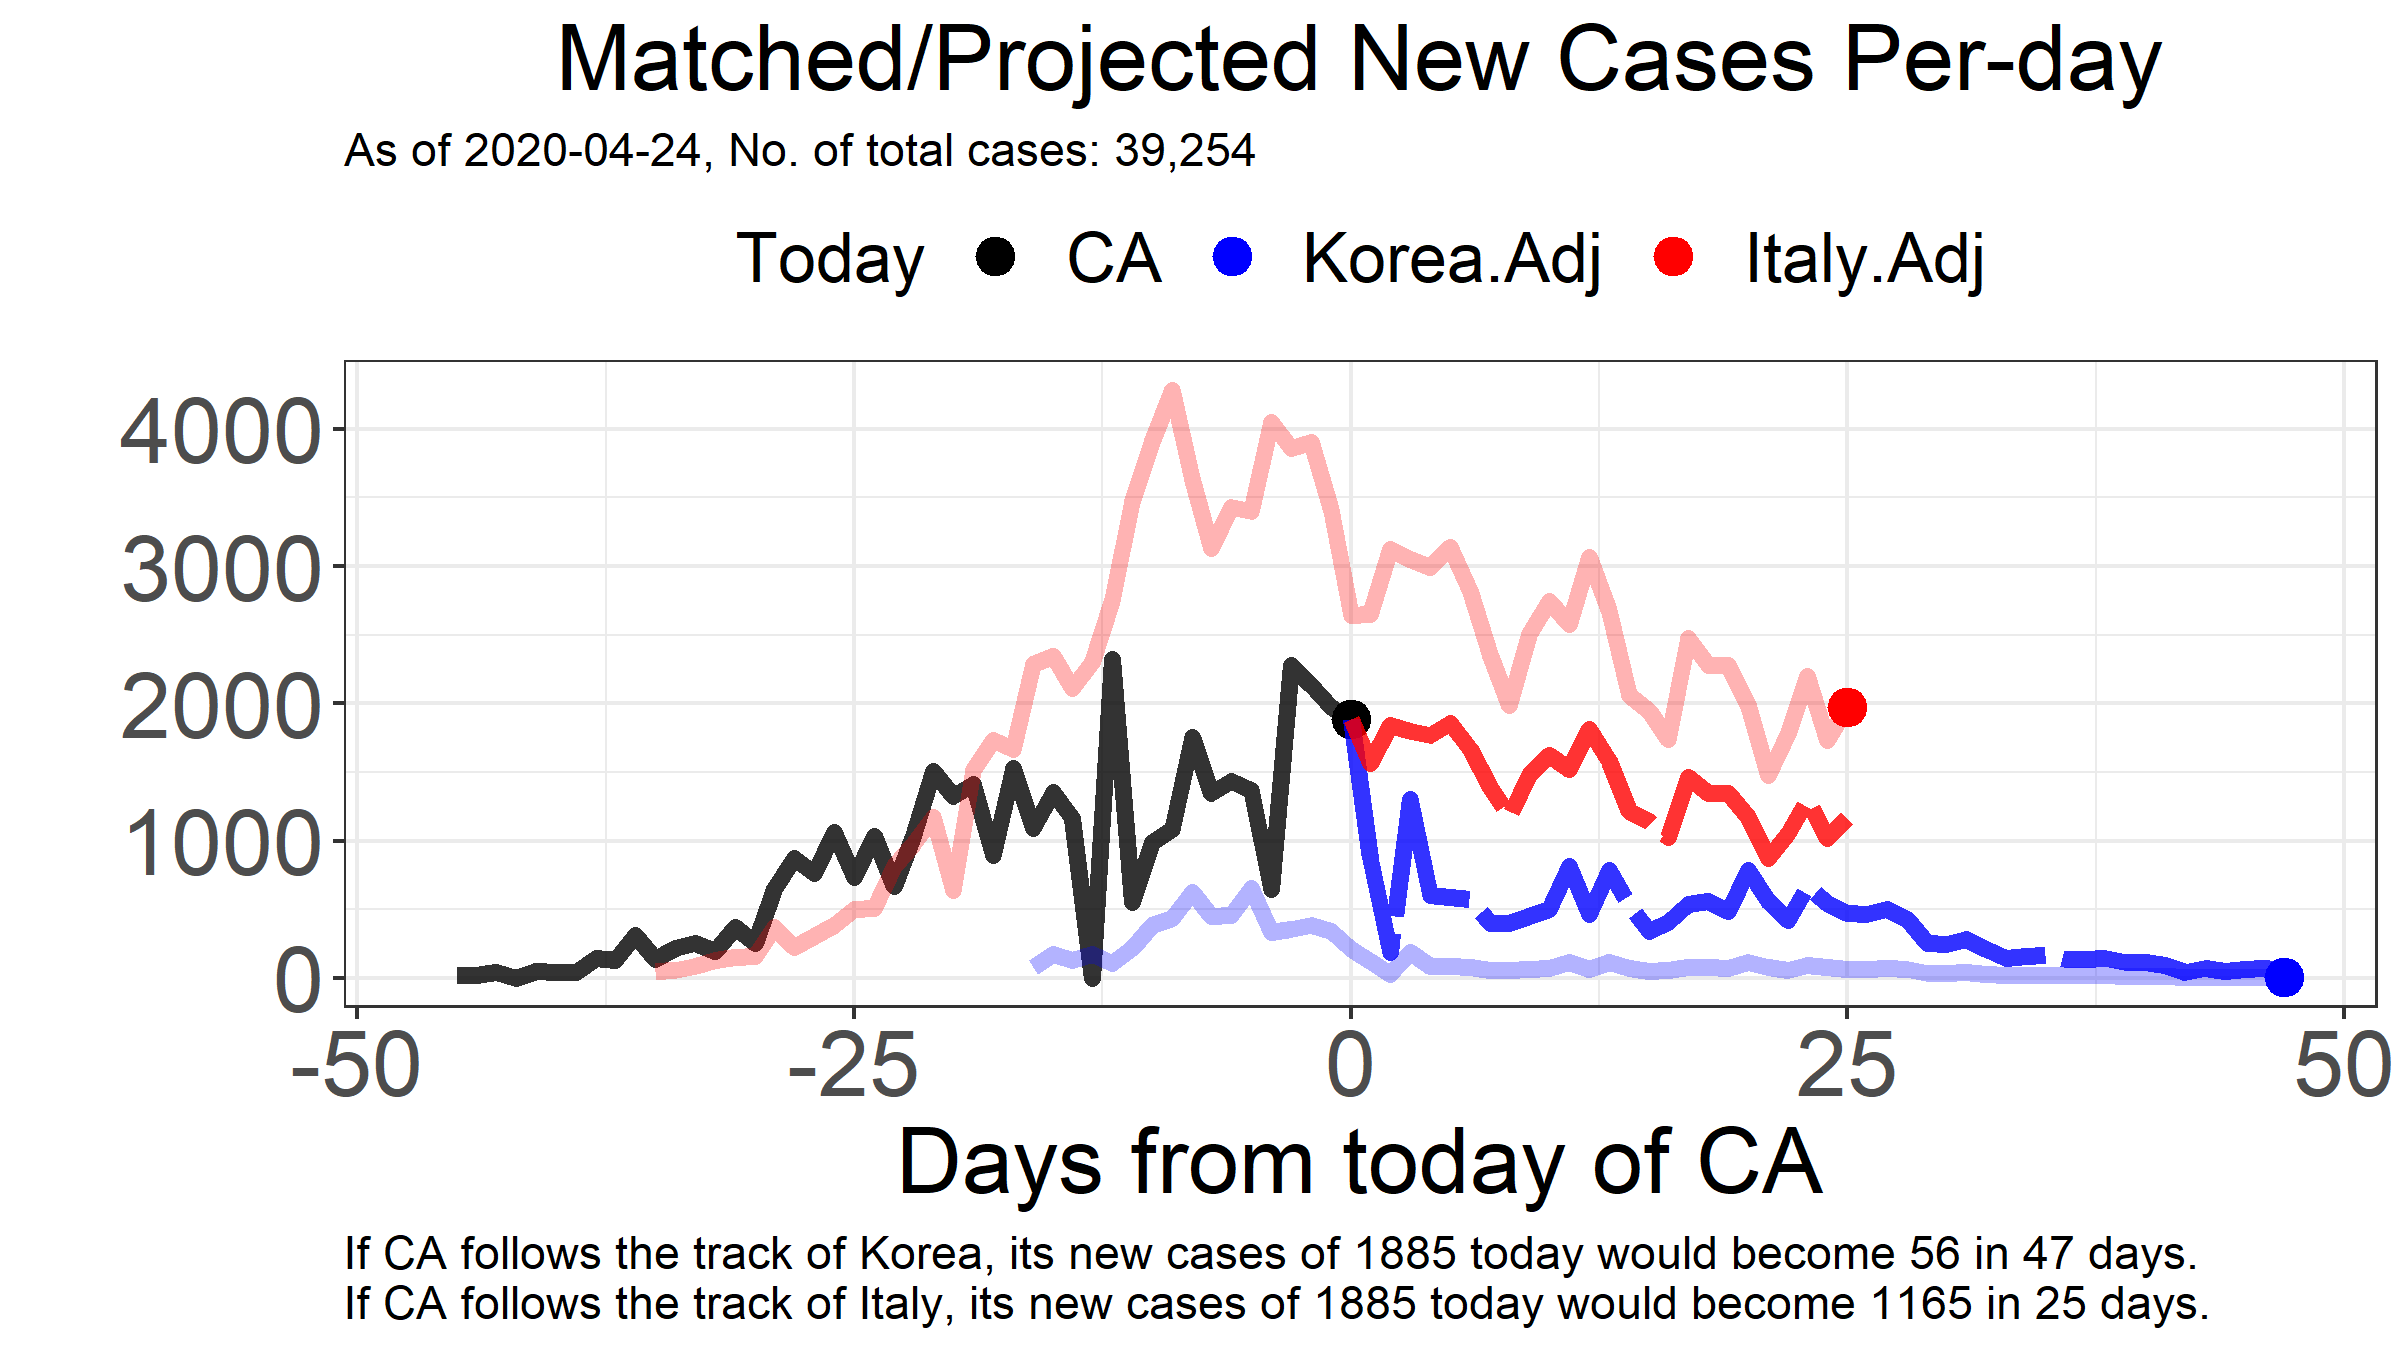 Matched/Projected New Cases Per-day
As of 2020-04-24, No. of total cases: 39,254
Today CA Korea.Adj Italy.Adj
4000
3000
2000
1000
0
-50 -25 0 25 50
Days from today of CA
If CA follows the track of Korea, its new cases of 1885 today would become 56 in 47 days.
If CA follows the track of Italy, its new cases of 1885 today would become 1165 in 25 days.